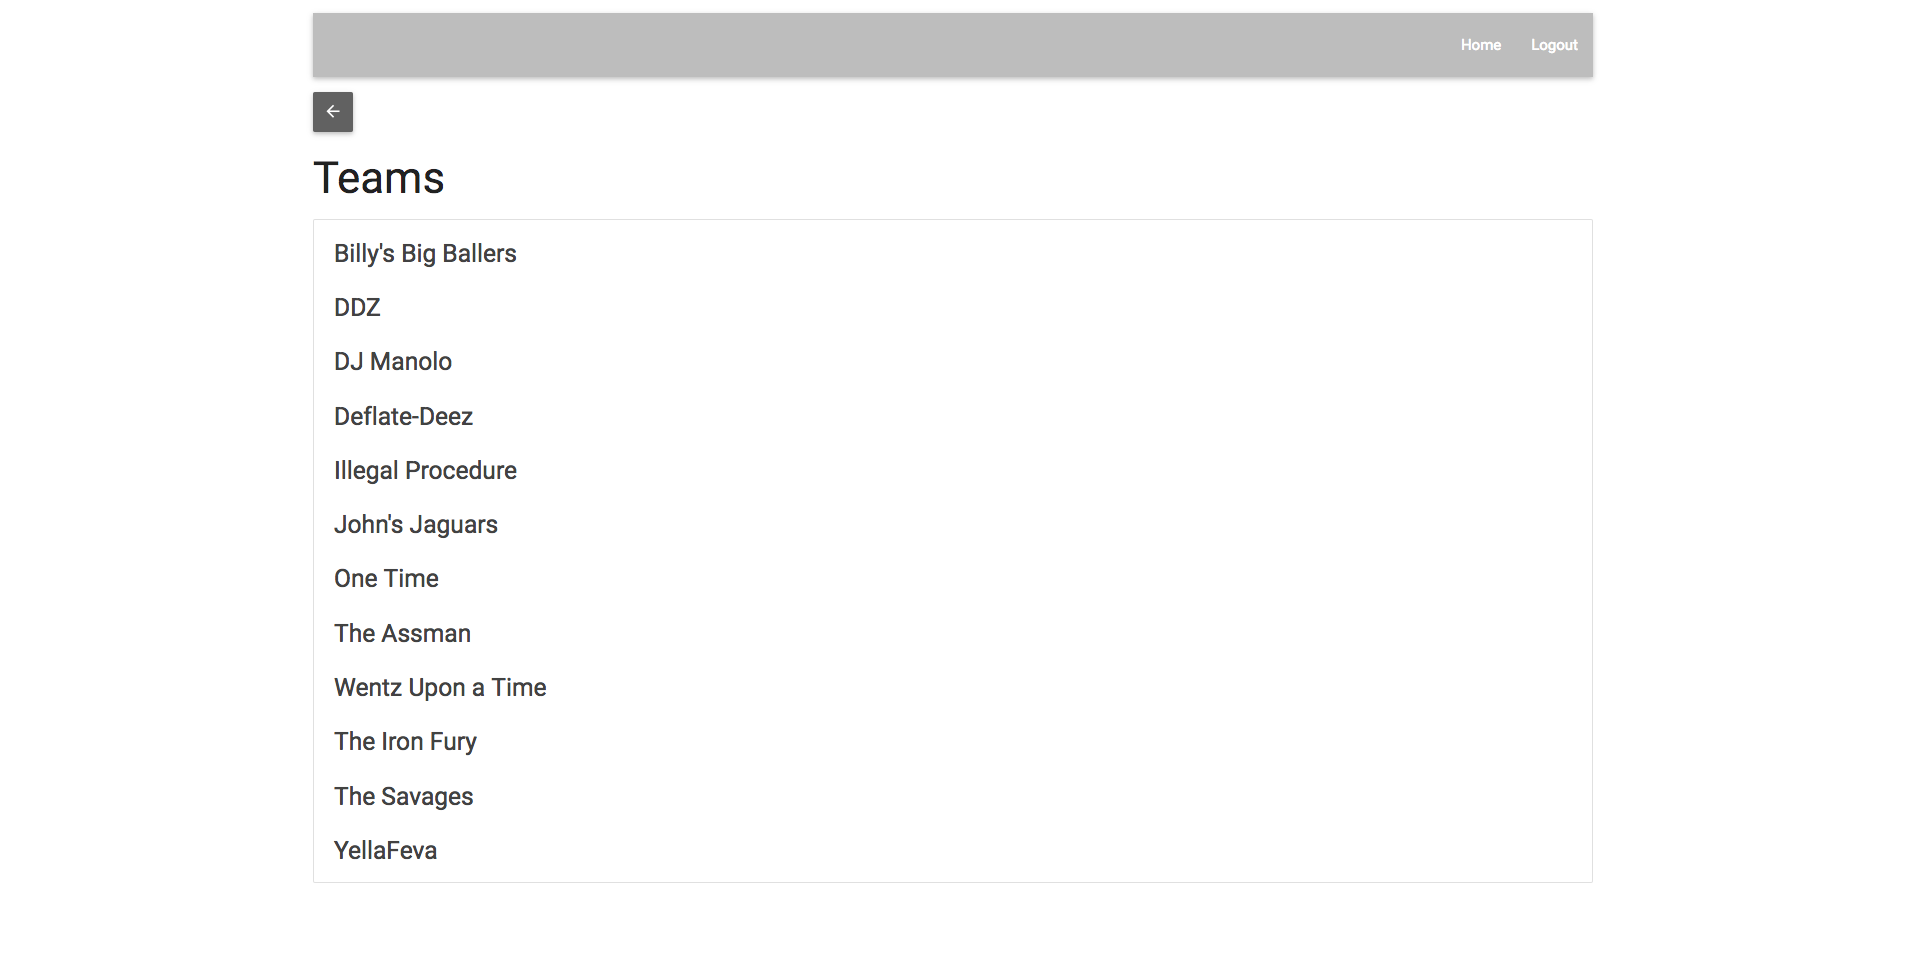 Home Logout
Teams
Billy's Big Ballers
DDZ
DJ Manolo
Deflate-Deez
Illegal Procedure
John's Jaguars
One Time
The Assman
Wentz Upon a Time
The Iron Fury
The Savages
YellaFeva